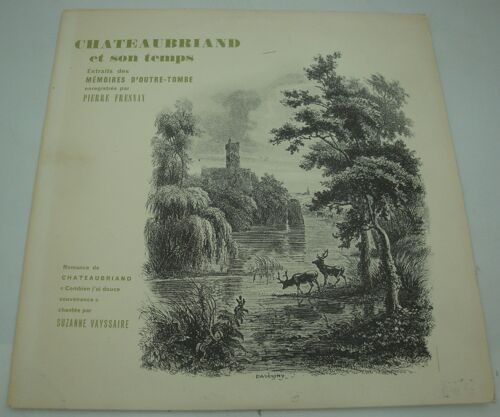 CHATEAUBRIAND
et son temps
Extraits des
MÉMOIRES D'OUTRE-TOMBE
enregistrés par
PIERRE FRESNAY
Romance de
CHATEAUBRIAND
« Combien j'ai douce
souvenance »
chantée par
SUZANNE VAYSSAIRE
DAUBIGNY